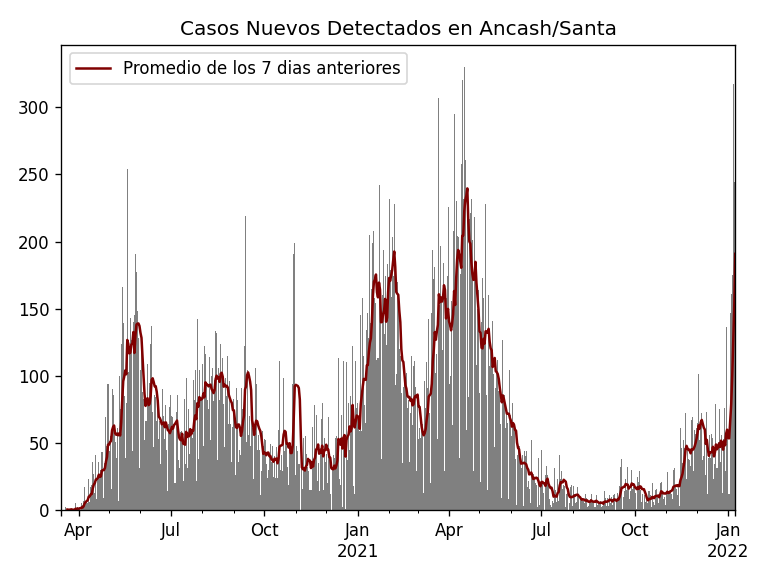 Casos Nuevos Detectados en Ancash/Santa
Promedio de los 7 dias anteriores
300
250
200
150
100
50
0
Apr Jul Oct Jan Apr Jul Oct Jan
2021 2022